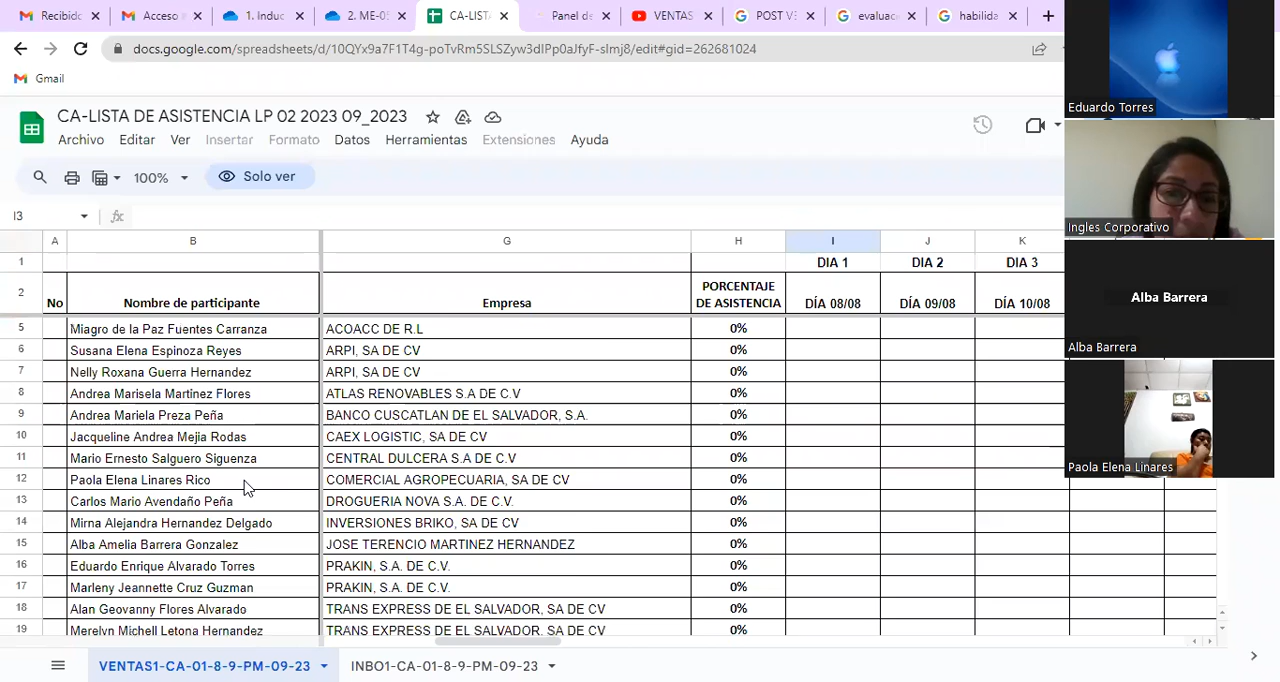 Recibido
Acceso
1. Induc
2. NE-0
CA-LISTA
Panel de
VENTAS
POST V
evaluac
habilida
docs.google.com/spreadsheets/d/10QYx9a7F1T4g-poTvRm5SLSZyw3dIPp0aJfyF-slmj8/edit#gid=262681024
Gmail
CA-LISTA DE ASISTENCIA LP 02 2023 09_2023
Archivo Editar Ver Insertar Formato Datos Herramientas Extensiones Ayuda
100% Solo ver
I3 fx
A B G H I J K
1 DIA 1 DIA 2 DIA 3
2 No Nombre de participante Empresa PORCENTAJE DE ASISTENCIA DÍA 08/08 DÍA 09/08 DÍA 10/08
5 Miagro de la Paz Fuentes Carranza ACOACC DE R.L 0%
6 Susana Elena Espinoza Reyes ARPI, SA DE CV 0%
7 Nelly Roxana Guerra Hernandez ARPI, SA DE CV 0%
8 Andrea Marisela Martinez Flores ATLAS RENOVABLES S.A DE C.V 0%
9 Andrea Mariela Preza Peña BANCO CUSCATLAN DE EL SALVADOR, S.A. 0%
10 Jacqueline Andrea Mejia Rodas CAEX LOGISTIC, SA DE CV 0%
11 Mario Ernesto Salguero Siguenza CENTRAL DULCERA S.A DE C.V 0%
12 Paola Elena Linares Rico COMERCIAL AGROPECUARIA, SA DE CV 0%
13 Carlos Mario Avendaño Peña DROGUERIA NOVA S.A. DE C.V. 0%
14 Mirna Alejandra Hernandez Delgado INVERSIONES BRIKO, SA DE CV 0%
15 Alba Amelia Barrera Gonzalez JOSE TERENCIO MARTINEZ HERNANDEZ 0%
16 Eduardo Enrique Alvarado Torres PRAKIN, S.A. DE C.V. 0%
17 Marleny Jeannette Cruz Guzman PRAKIN, S.A. DE C.V. 0%
18 Alan Geovanny Flores Alvarado TRANS EXPRESS DE EL SALVADOR, SA DE CV 0%
19 Merelyn Michell Letona Hernandez TRANS EXPRESS DE EL SALVADOR, SA DE CV 0%
VENTAS1-CA-01-8-9-PM-09-23 INBO1-CA-01-8-9-PM-09-23
Eduardo Torres
Ingles Corporativo
Alba Barrera
Alba Barrera
Paola Elena Linares